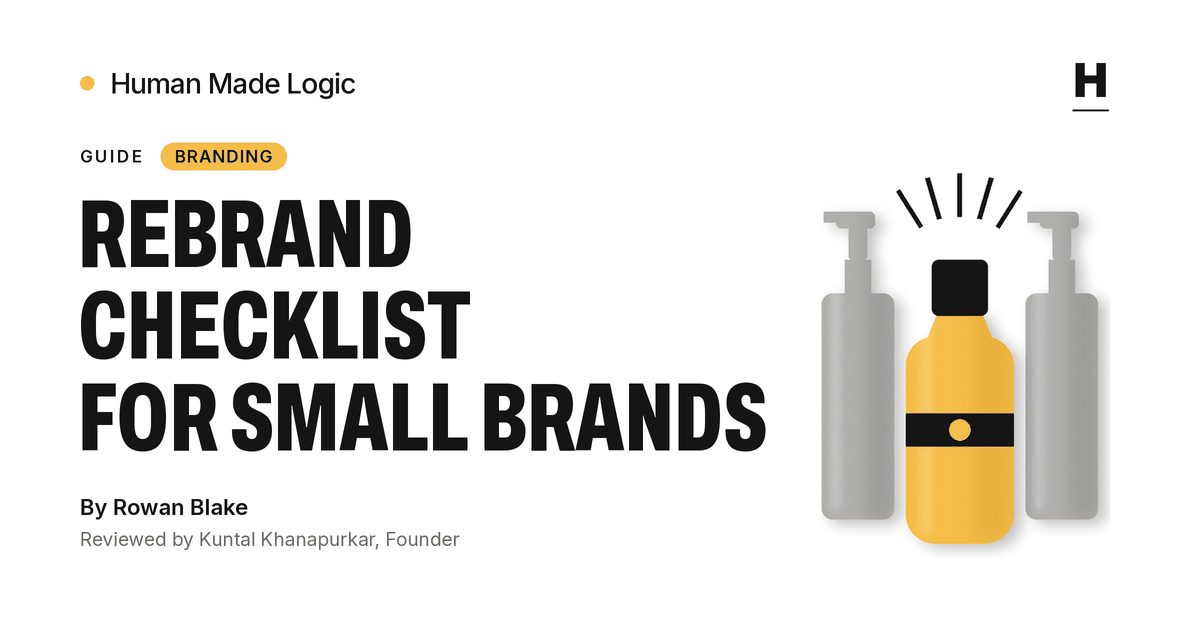 Human Made Logic
H
GUIDE BRANDING
REBRAND
CHECKLIST
FOR SMALL BRANDS
By Rowan Blake
Reviewed by Kuntal Khanapurkar, Founder